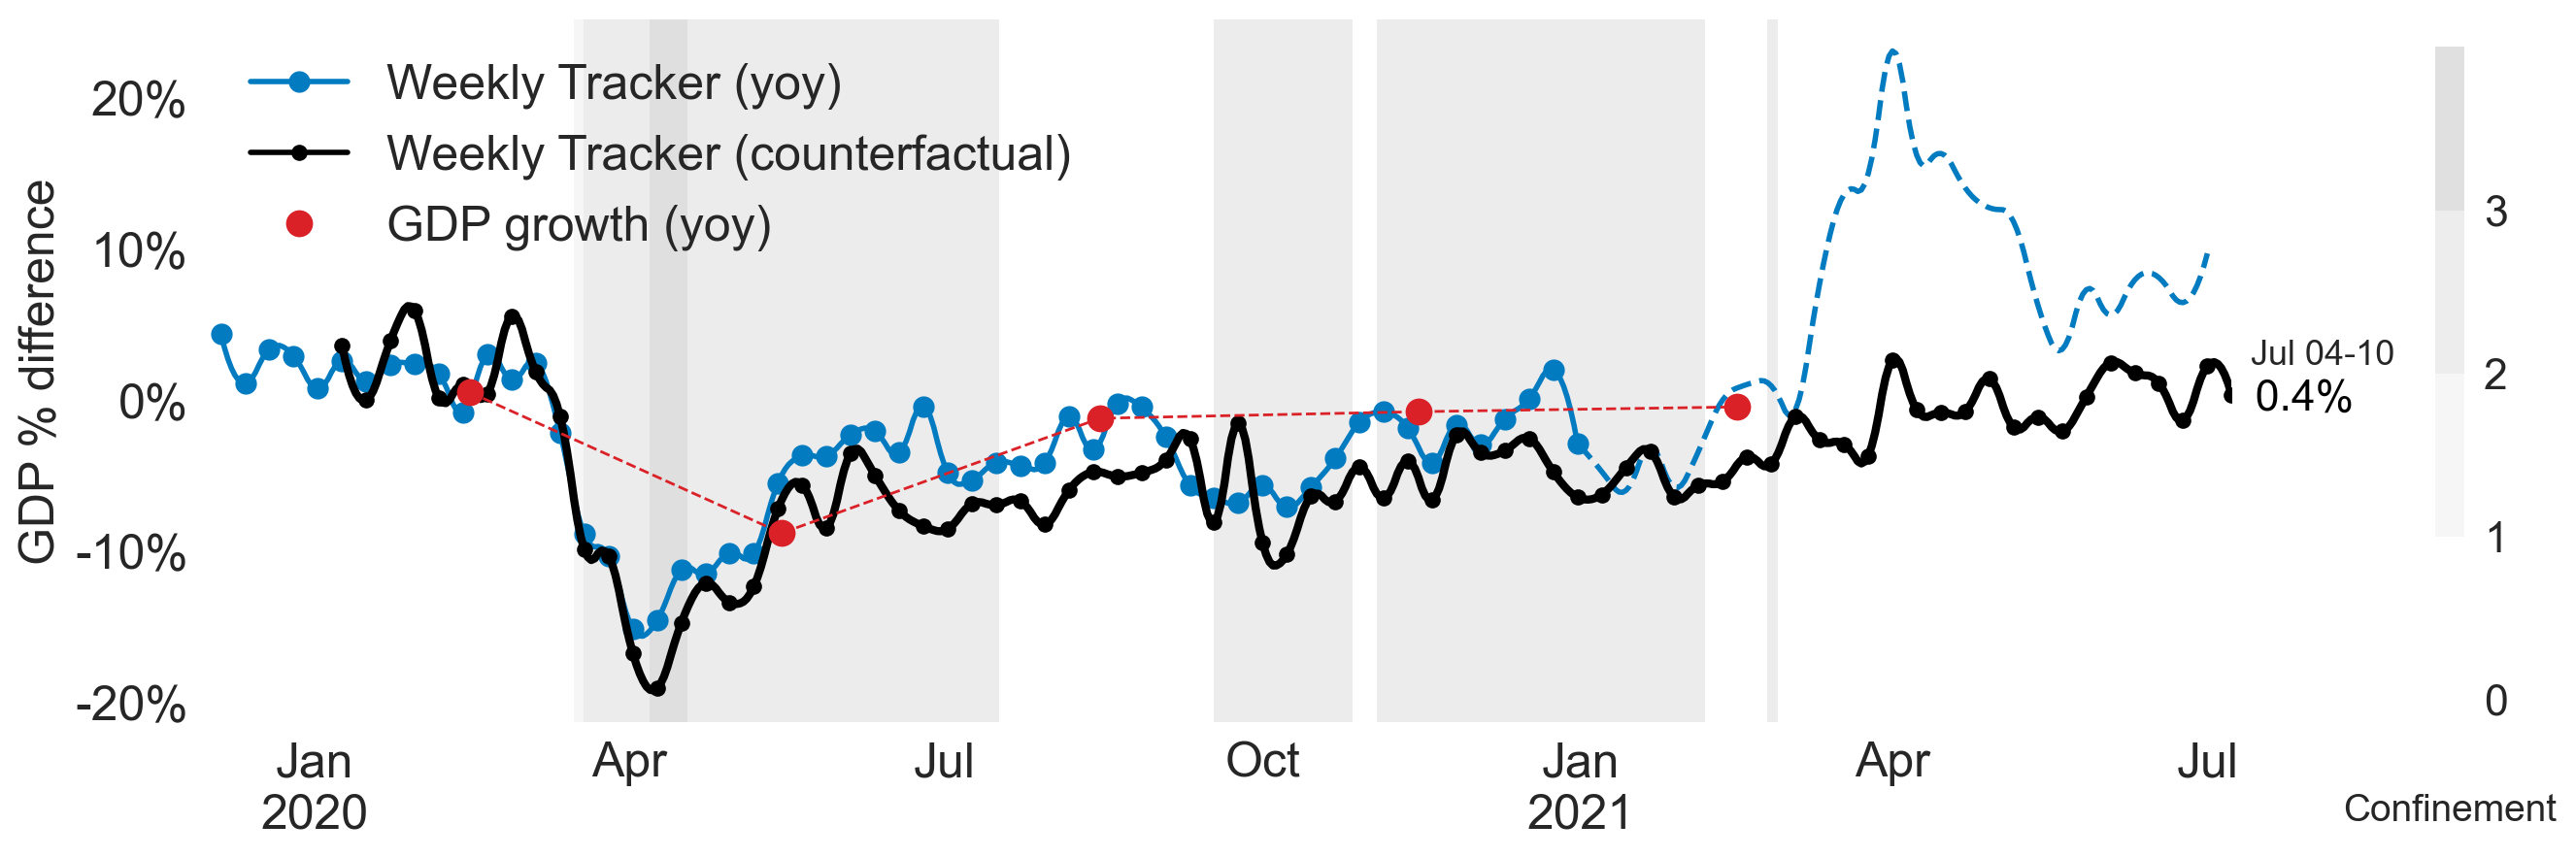 Weekly Tracker (yoy)
Weekly Tracker (counterfactual)
GDP growth (yoy)
GDP % difference
20%
10%
0%
-10%
-20%
Jan
2020
Apr
Jul
Oct
Jan
2021
Apr
Jul
Jul 04-10
0.4%
3
2
1
0
Confinement